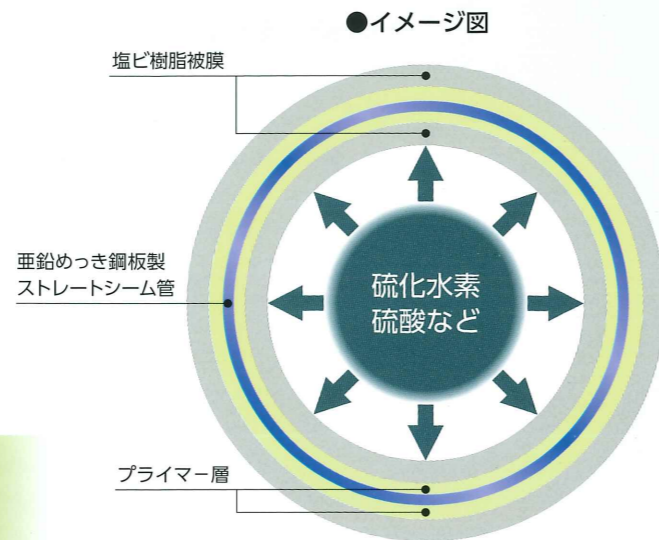 ●イメージ図
塩ビ樹脂被膜
亜鉛めっき鋼板製
ストレートシーム管
硫化水素
硫酸など
プライマー層